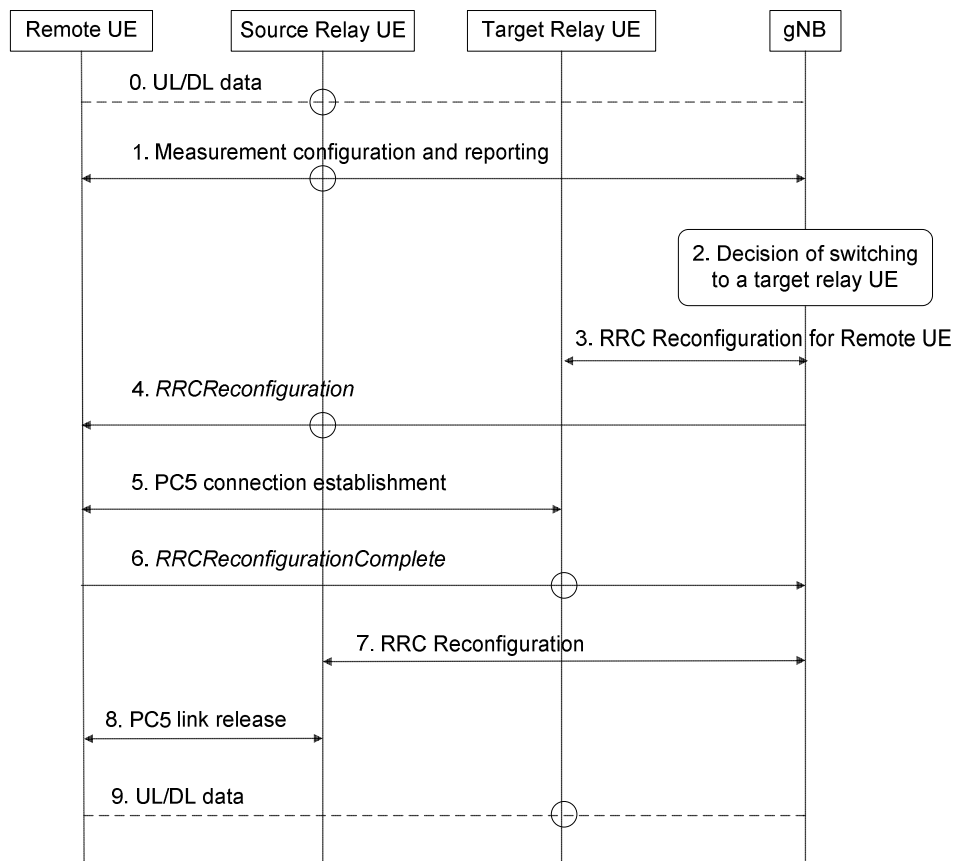 Remote UE
Source Relay UE
Target Relay UE
gNB
0. UL/DL data
1. Measurement configuration and reporting
2. Decision of switching
to a target relay UE
3. RRC Reconfiguration for Remote UE
4. RRCReconfiguration
5. PC5 connection establishment
6. RRCReconfigurationComplete
7. RRC Reconfiguration
8. PC5 link release
9. UL/DL data